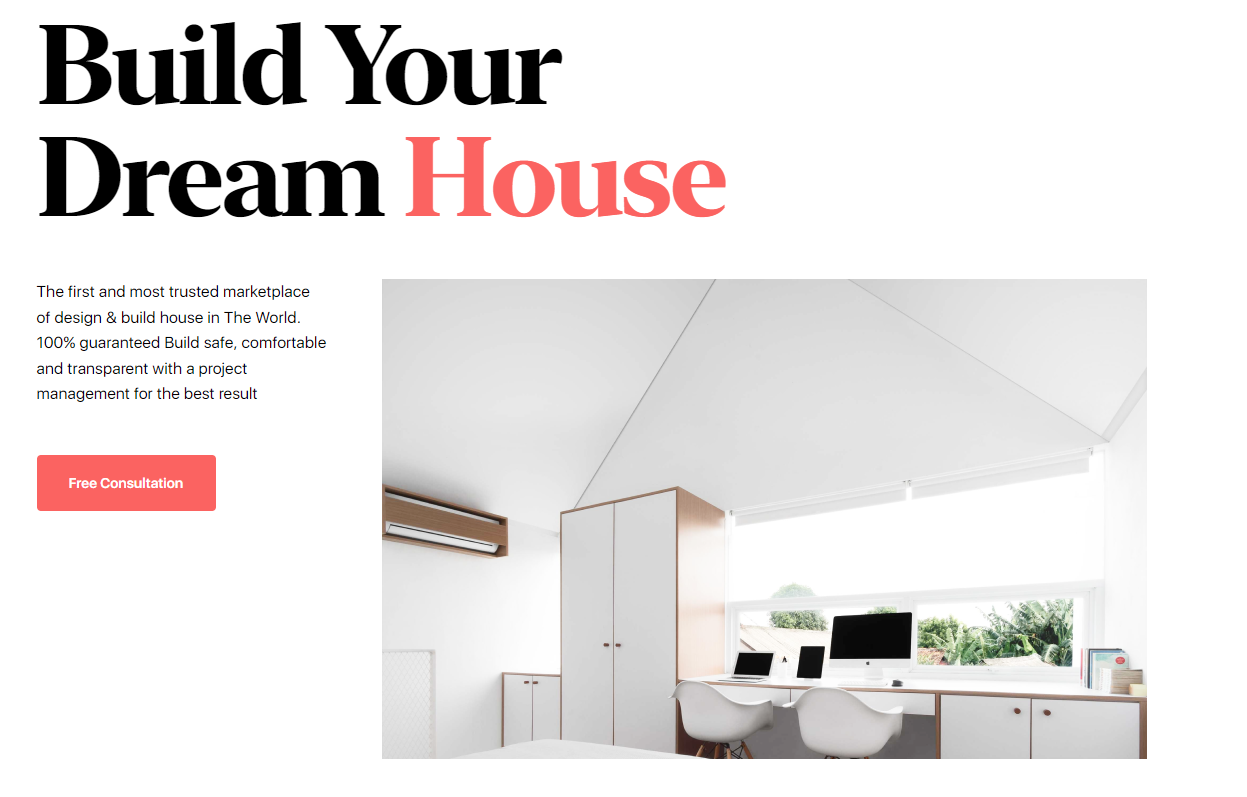 Build Your
Dream House
The first and most trusted marketplace
of design & build house in The World.
100% guaranteed Build safe, comfortable
and transparent with a project
management for the best result
Free Consultation